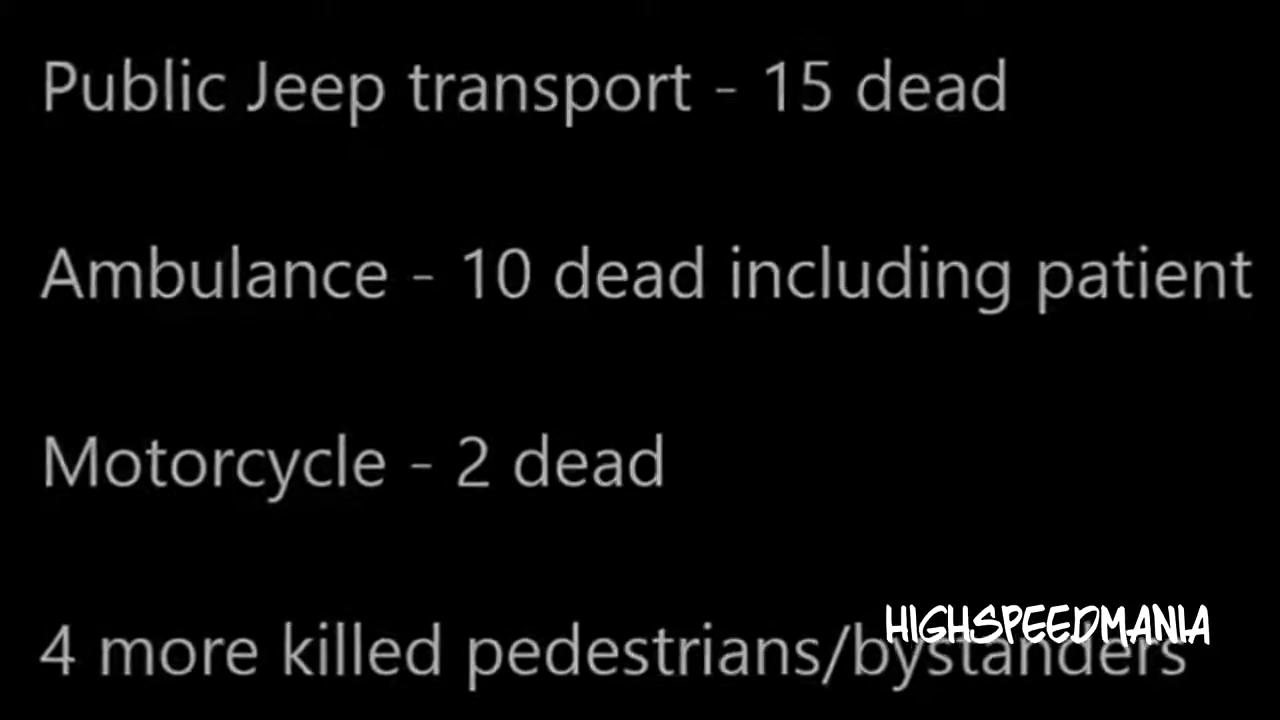 Public Jeep transport - 15 dead
Ambulance - 10 dead including patient
Motorcycle - 2 dead
HIGHSPEEDMANIA
4 more killed pedestrians/bystanders